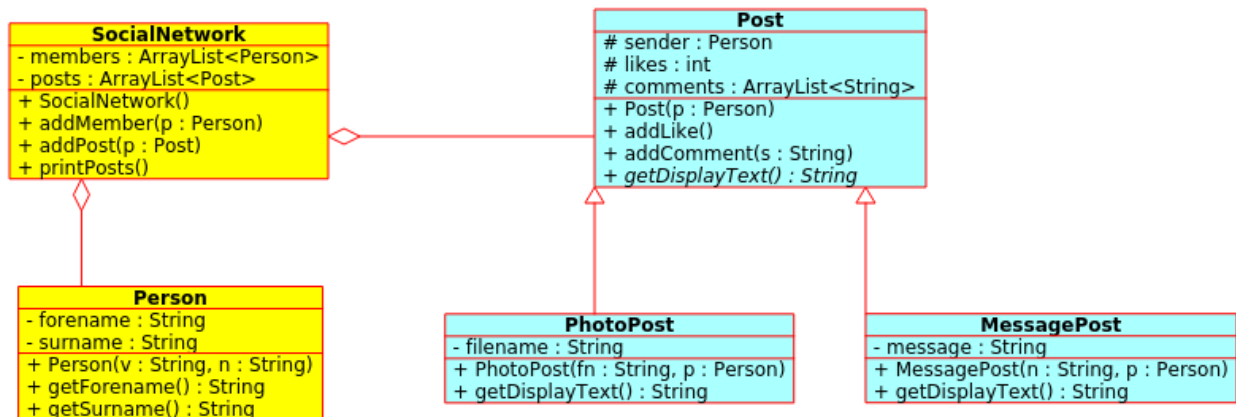 SocialNetwork
- members : ArrayList<Person>
- posts : ArrayList<Post>
+ SocialNetwork()
+ addMember(p : Person)
+ addPost(p : Post)
+ printPosts()
Post
# sender : Person
# likes : int
# comments : ArrayList<String>
+ Post(p : Person)
+ addLike()
+ addComment(s : String)
+ getDisplayText() : String
Person
- forename : String
- surname : String
+ Person(v : String, n : String)
+ getForename() : String
+ getSurname() : String
PhotoPost
- filename : String
+ PhotoPost(fn : String, p : Person)
+ getDisplayText() : String
MessagePost
- message : String
+ MessagePost(n : String, p : Person)
+ getDisplayText() : String